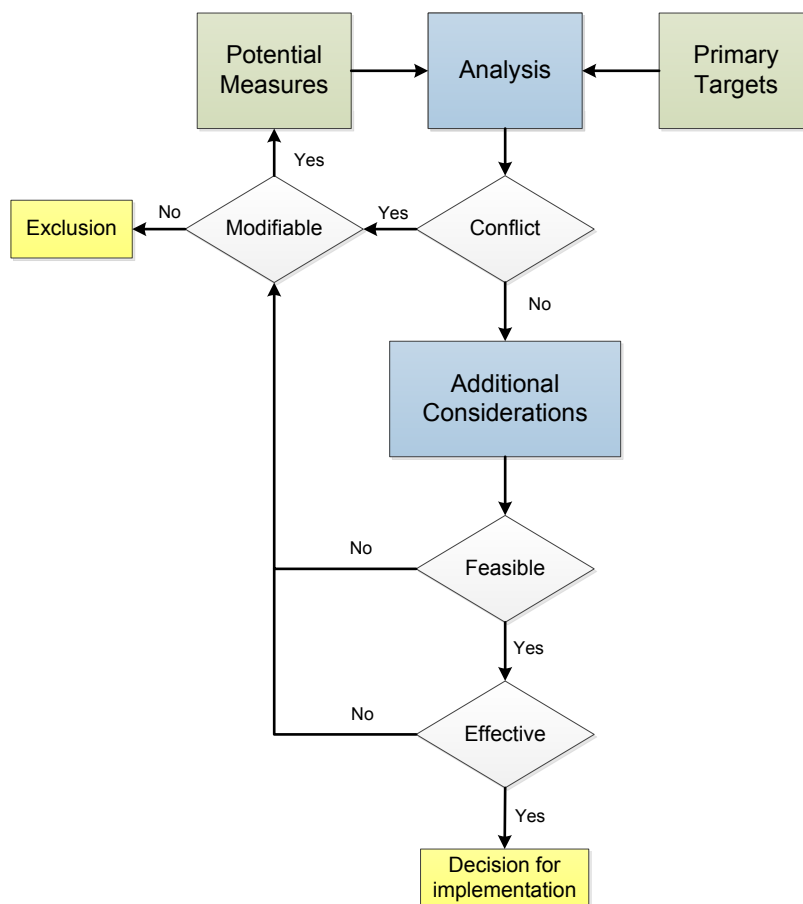 Potential
Measures
Analysis
Primary
Targets
Yes
No
Exclusion
Modifiable
Yes
Conflict
No
Additional
Considerations
No
Feasible
Yes
No
Effective
Yes
Decision for
implementation